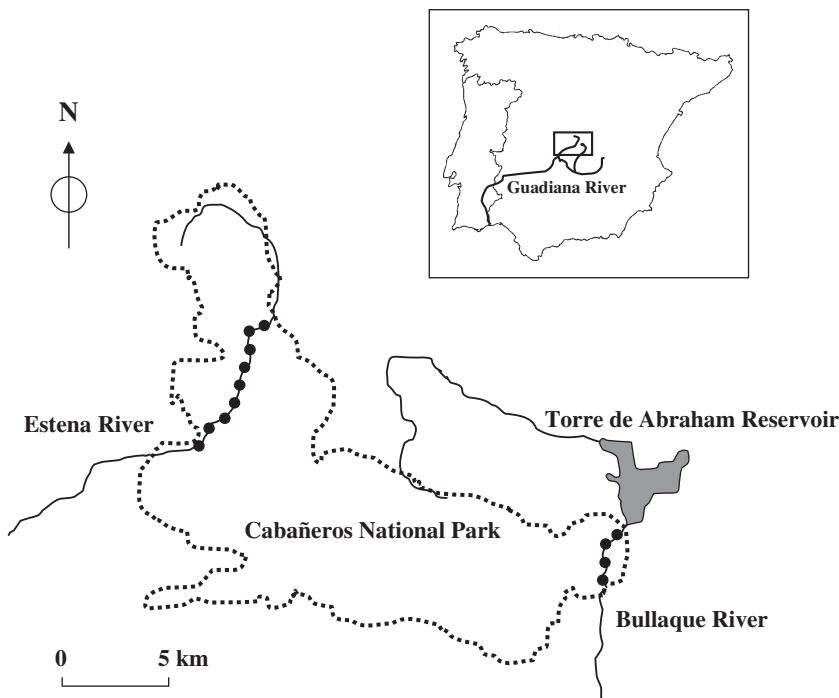 N
Guadiana River
Estena River
Torre de Abraham Reservoir
Cabañeros National Park
Bullaque River
0 5 km